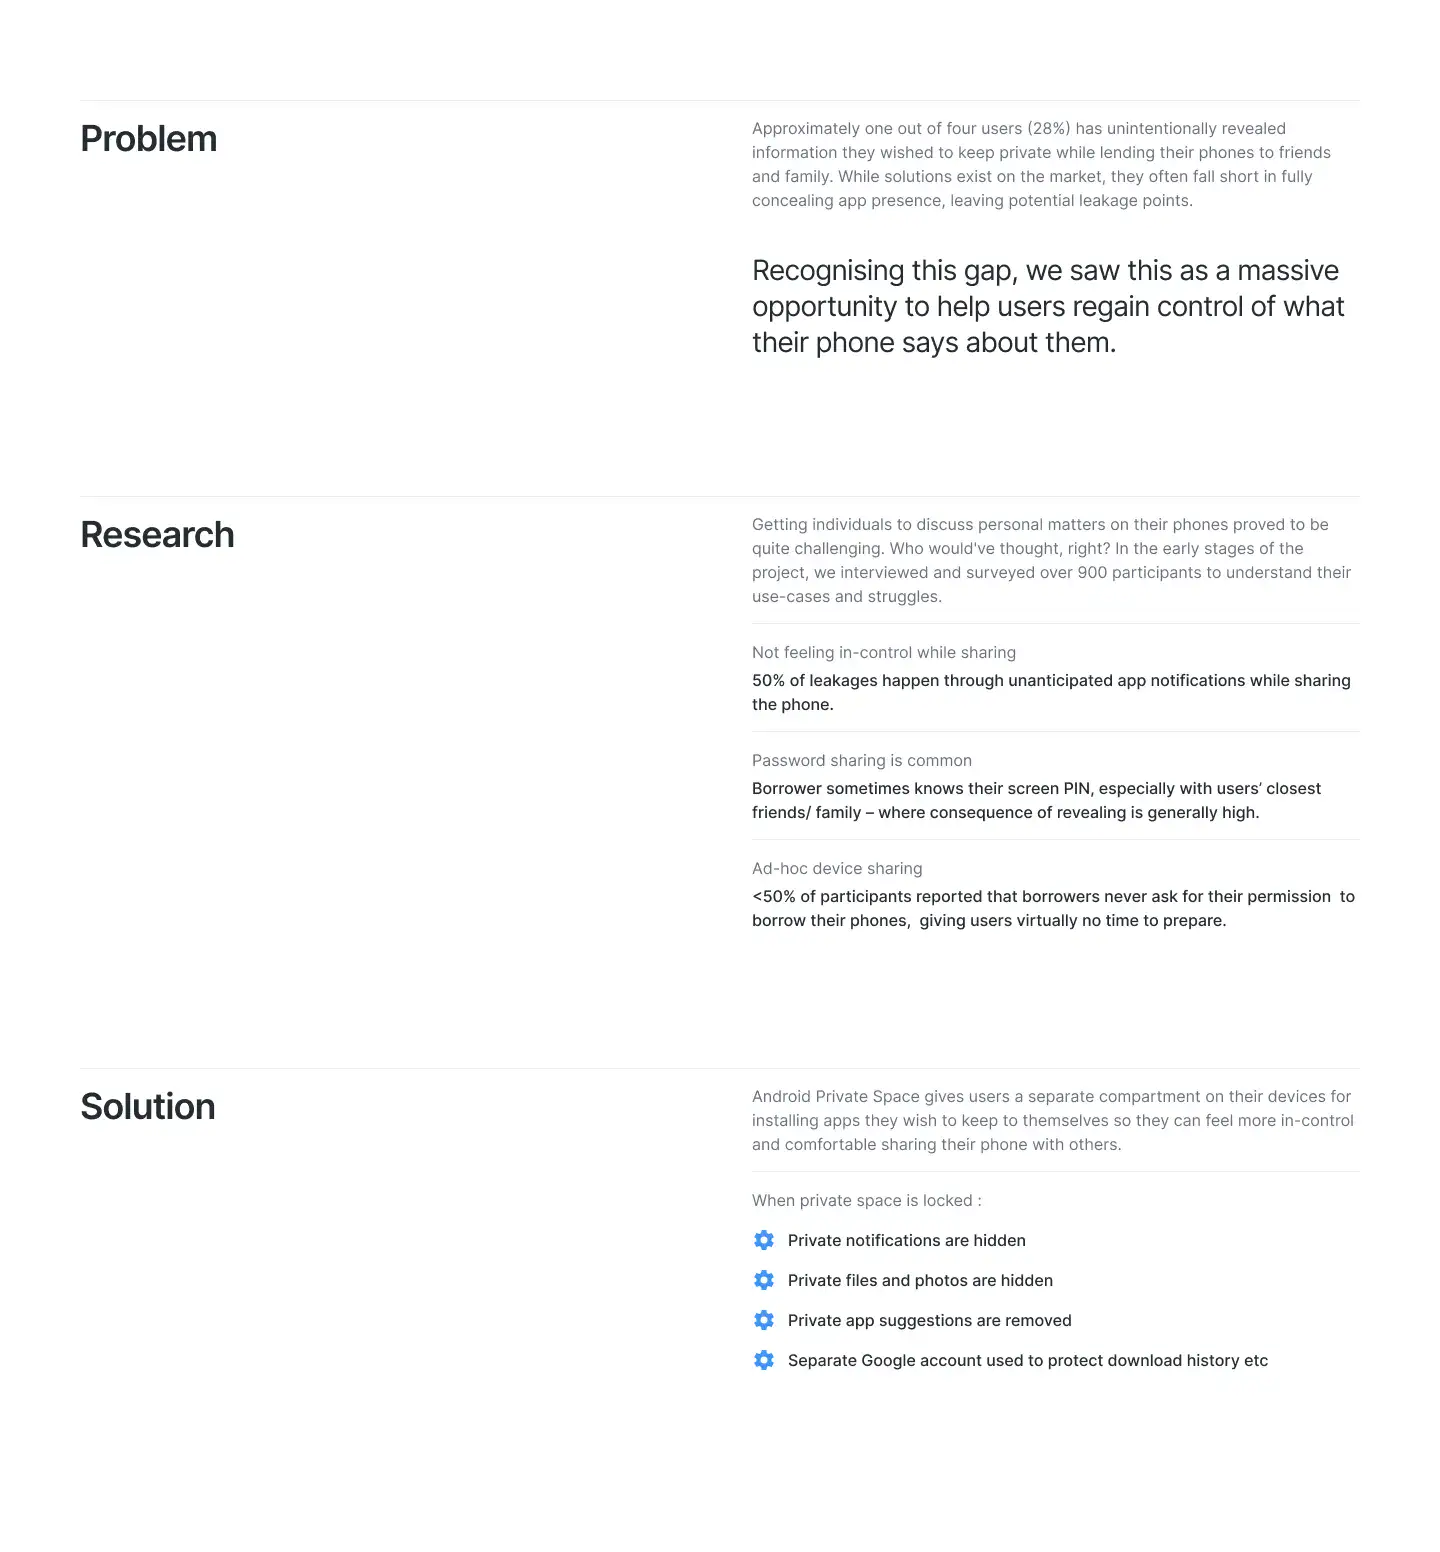 Problem
Approximately one out of four users (28%) has unintentionally revealed
information they wished to keep private while lending their phones to friends
and family. While solutions exist on the market, they often fall short in fully
concealing app presence, leaving potential leakage points.
Recognising this gap, we saw this as a massive
opportunity to help users regain control of what
their phone says about them.
Research
Getting individuals to discuss personal matters on their phones proved to be
quite challenging. Who would've thought, right? In the early stages of the
project, we interviewed and surveyed over 900 participants to understand their
use-cases and struggles.
Not feeling in-control while sharing
50% of leakages happen through unanticipated app notifications while sharing
the phone.
Password sharing is common
Borrower sometimes knows their screen PIN, especially with users’ closest
friends/ family – where consequence of revealing is generally high.
Ad-hoc device sharing
<50% of participants reported that borrowers never ask for their permission  to
borrow their phones,  giving users virtually no time to prepare.
Solution
Android Private Space gives users a separate compartment on their devices for
installing apps they wish to keep to themselves so they can feel more in-control
and comfortable sharing their phone with others.
When private space is locked :
Private notifications are hidden
Private files and photos are hidden
Private app suggestions are removed
Separate Google account used to protect download history etc